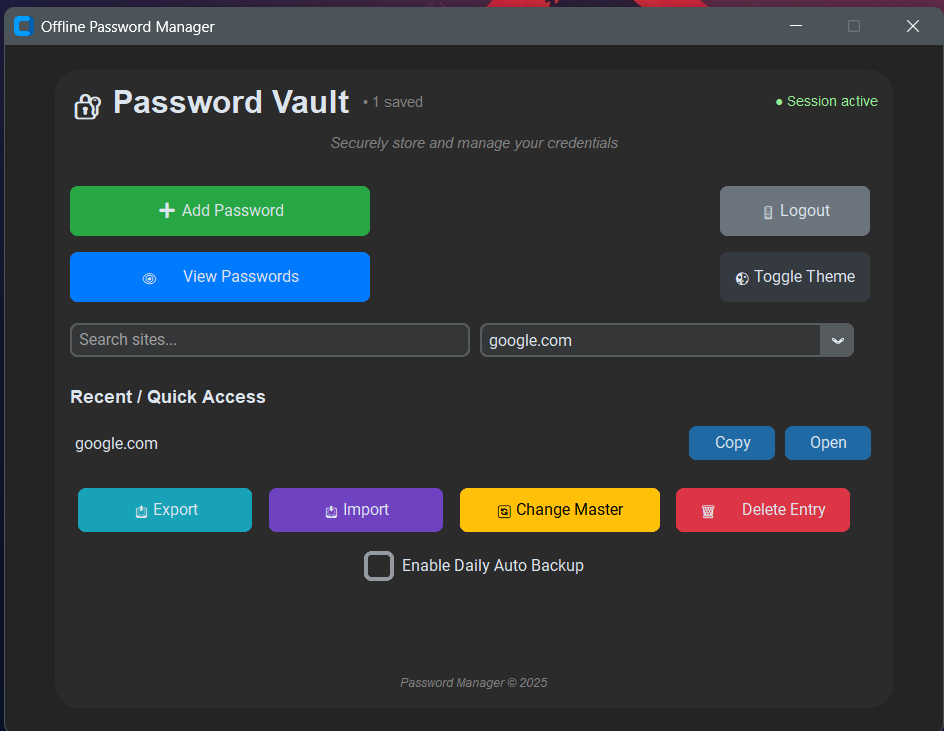 Offline Password Manager
Password Vault • 1 saved
● Session active
Securely store and manage your credentials
Add Password
Logout
View Passwords
Toggle Theme
Search sites...
google.com
Recent / Quick Access
google.com
Copy
Open
Export
Import
Change Master
Delete Entry
Enable Daily Auto Backup
Password Manager © 2025